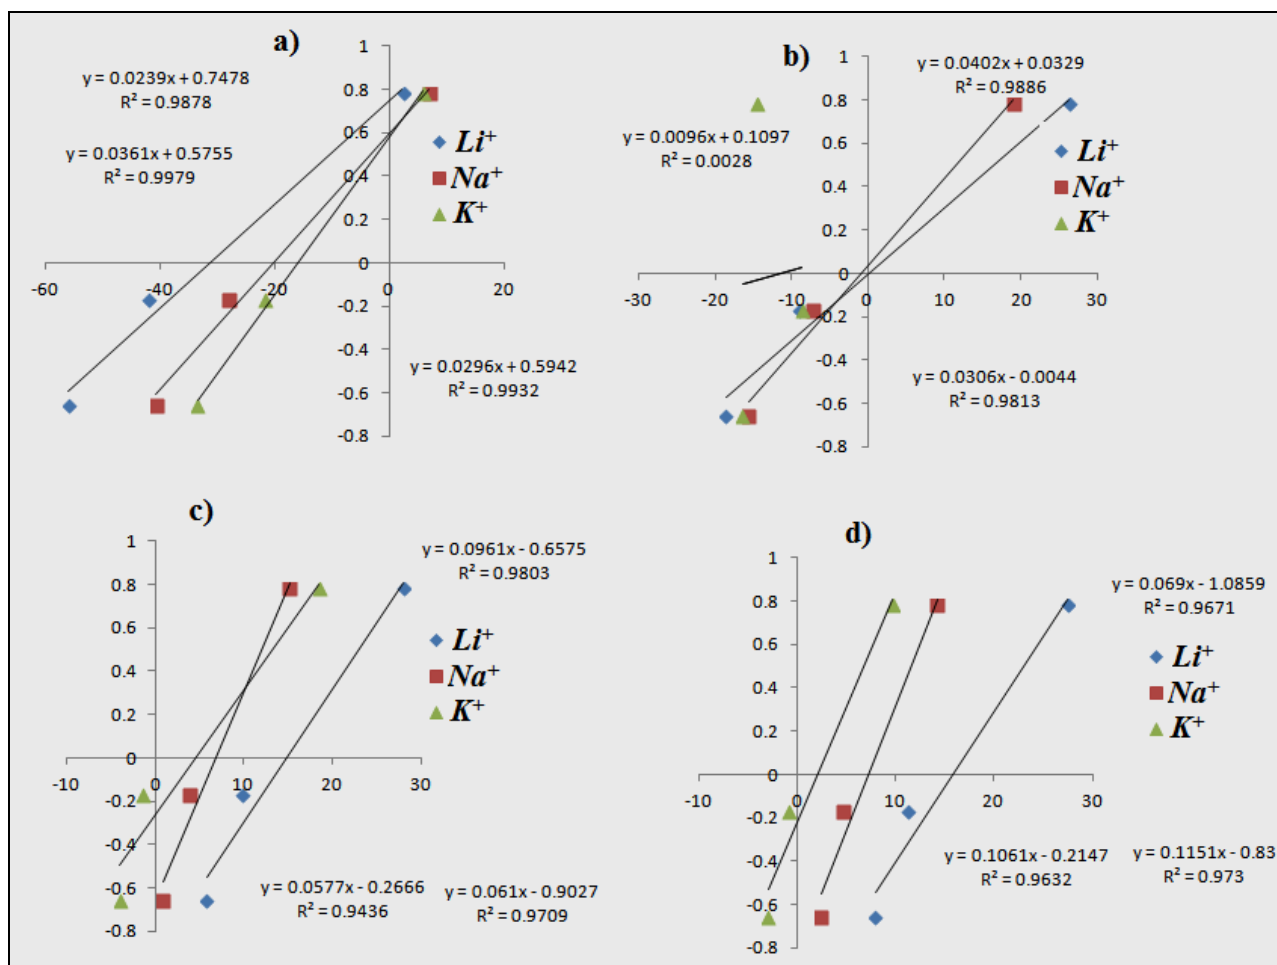 a)
y = 0.0239x + 0.7478
R² = 0.9878
y = 0.0361x + 0.5755
R² = 0.9979
1
0.8
0.6
0.4
0.2
0
-0.2
-0.4
-0.6
-0.8
-60
-40
-20
0
20
Li⁺
Na⁺
K⁺
y = 0.0296x + 0.5942
R² = 0.9932
b)
y = 0.0402x + 0.0329
R² = 0.9886
y = 0.0096x + 0.1097
R² = 0.0028
1
0.8
0.6
0.4
0.2
0
-0.2
-0.4
-0.6
-0.8
-30
-20
-10
0
10
20
30
Li⁺
Na⁺
K⁺
y = 0.0306x - 0.0044
R² = 0.9813
c)
y = 0.0961x - 0.6575
R² = 0.9803
1
0.8
0.6
0.4
0.2
0
-0.2
-0.4
-0.6
-0.8
-10
0
10
20
30
Li⁺
Na⁺
K⁺
y = 0.0577x - 0.2666
R² = 0.9436
y = 0.061x - 0.9027
R² = 0.9709
d)
y = 0.069x - 1.0859
R² = 0.9671
1
0.8
0.6
0.4
0.2
0
-0.2
-0.4
-0.6
-0.8
-10
0
10
20
30
Li⁺
Na⁺
K⁺
y = 0.1061x - 0.2147
R² = 0.9632
y = 0.1151x - 0.83
R² = 0.973